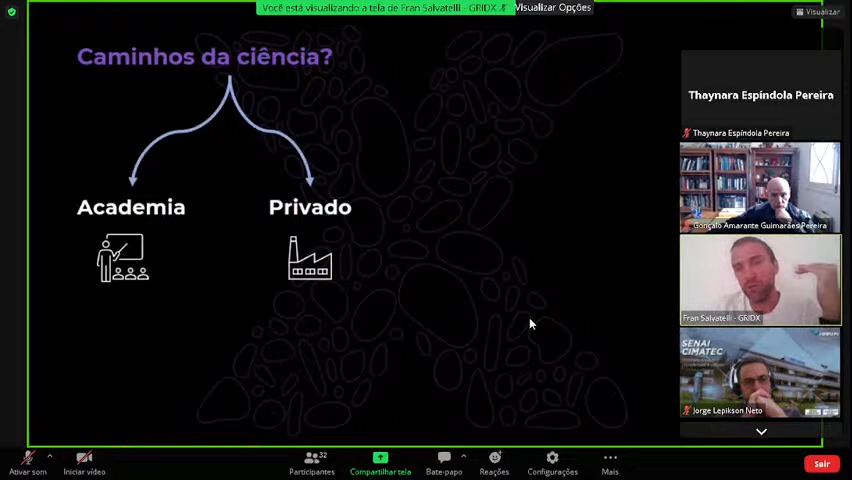 Você está visualizando a tela de Fran Salvatelli - GRIDX
Visualizar Opções
Visualizar
Caminhos da ciência?
Academia
Privado
Thaynara Espíndola Pereira
Thaynara Espíndola Pereira
Gonçalo Amarante Guimarães Pereira
Fran Salvatelli - GRIDX
SENAI
CIMATEC
Jorge Lepikson Neto
Ativar som
Iniciar vídeo
32
Participantes
Compartilhar tela
Bate-papo
Reações
Configurações
Mais
Sair